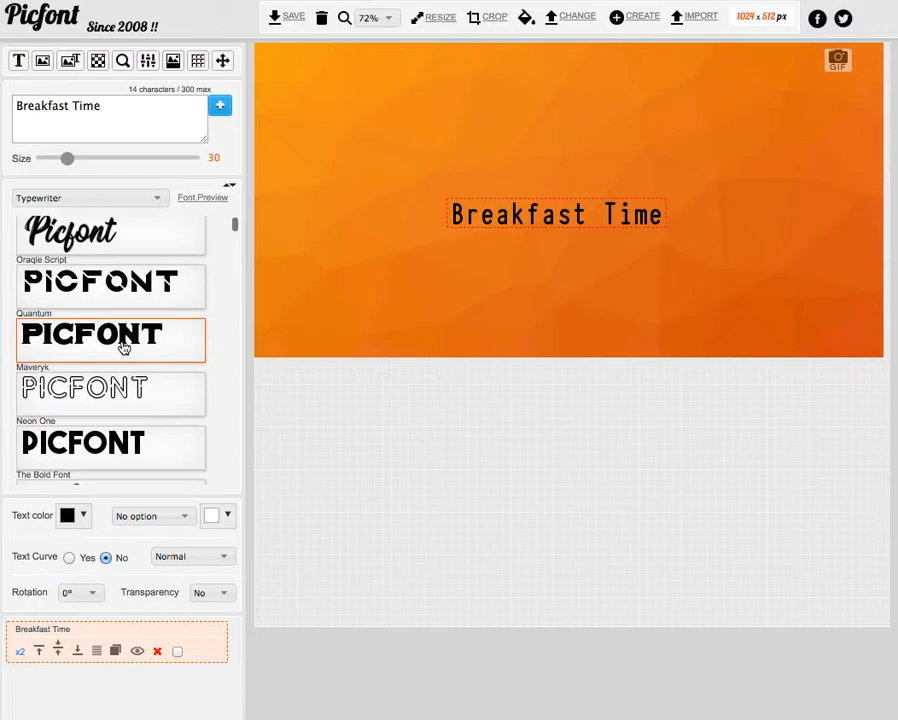 Picfont
Since 2008 !!
SAVE
72%
RESIZE
CROP
CHANGE
CREATE
IMPORT
1024 x 512 px
T
14 characters / 300 max
Breakfast Time
+
Size
30
Typewriter
Font Preview
Picfont
Oraqle Script
PICFONT
Quantum
PICFONT
Maveryk
PICFONT
Neon One
PICFONT
The Bold Font
Text color
No option
Text Curve
Yes
No
Normal
Rotation
0°
Transparency
No
Breakfast Time
x2
GIF
Breakfast Time